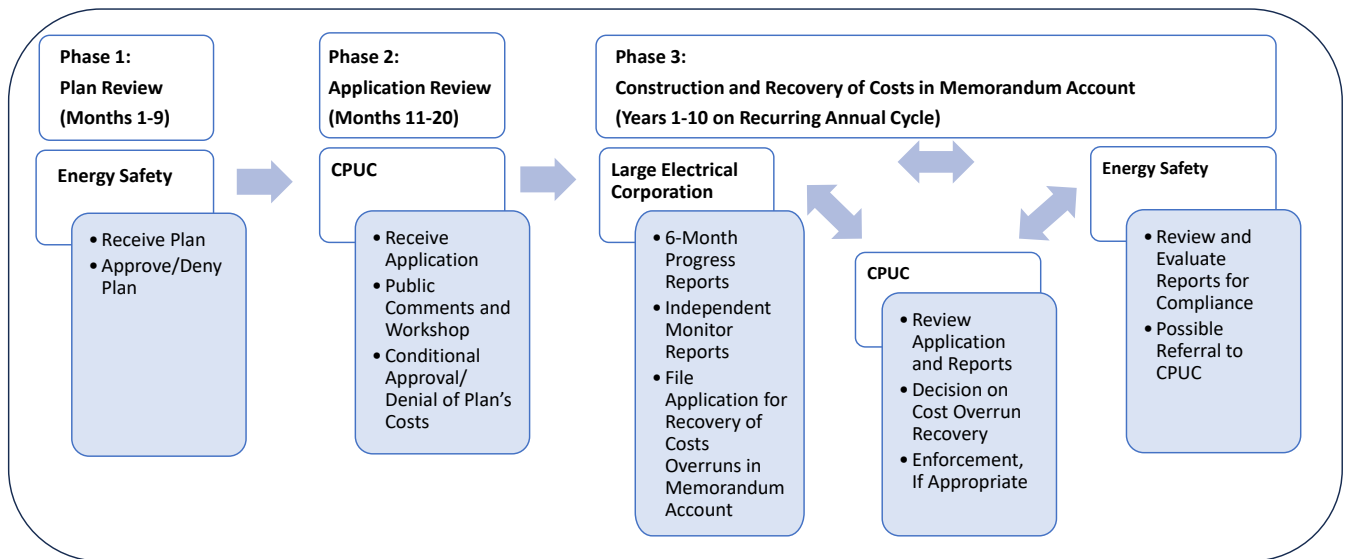 Phase 1:
Plan Review
(Months 1-9)
Energy Safety
• Receive Plan
• Approve/Deny
Plan
Phase 2:
Application Review
(Months 11-20)
CPUC
• Receive
Application
• Public
Comments and
Workshop
• Conditional
Approval/
Denial of Plan's
Costs
Phase 3:
Construction and Recovery of Costs in Memorandum Account
(Years 1-10 on Recurring Annual Cycle)
Large Electrical
Corporation
• 6-Month
Progress
Reports
• Independent
Monitor
Reports
• File
Application for
Recovery of
Costs
Overruns in
Memorandum
Account
CPUC
• Review
Application
and Reports
• Decision on
Cost Overrun
Recovery
• Enforcement,
If Appropriate
Energy Safety
• Review and
Evaluate
Reports for
Compliance
• Possible
Referral to
CPUC